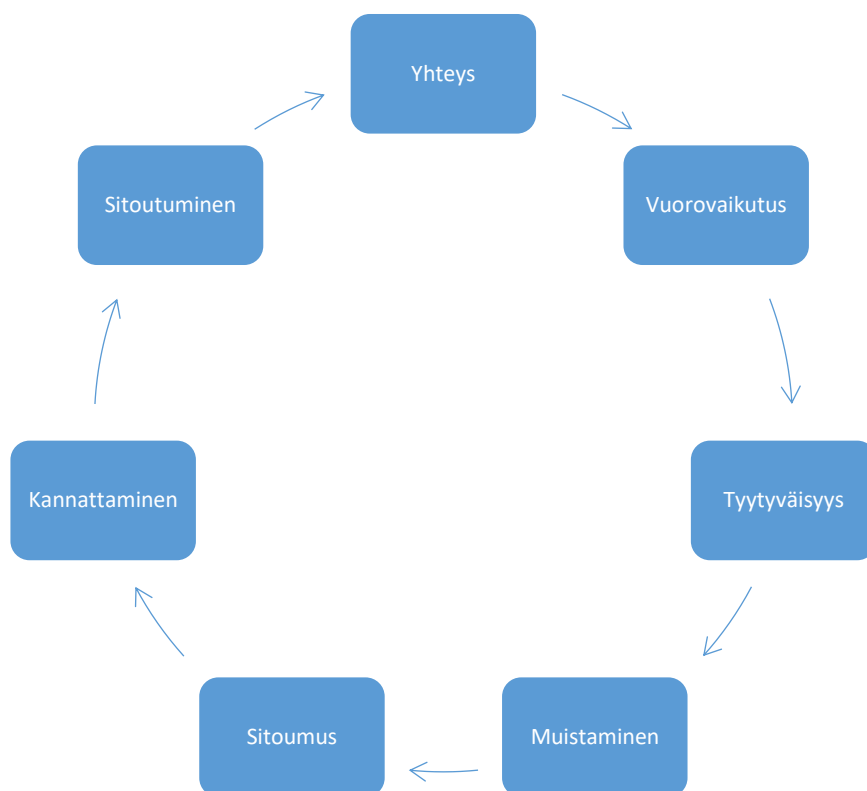 Yhteys
Vuorovaikutus
Tyytyväisyys
Muistaminen
Sitoumus
Kannattaminen
Sitoutuminen